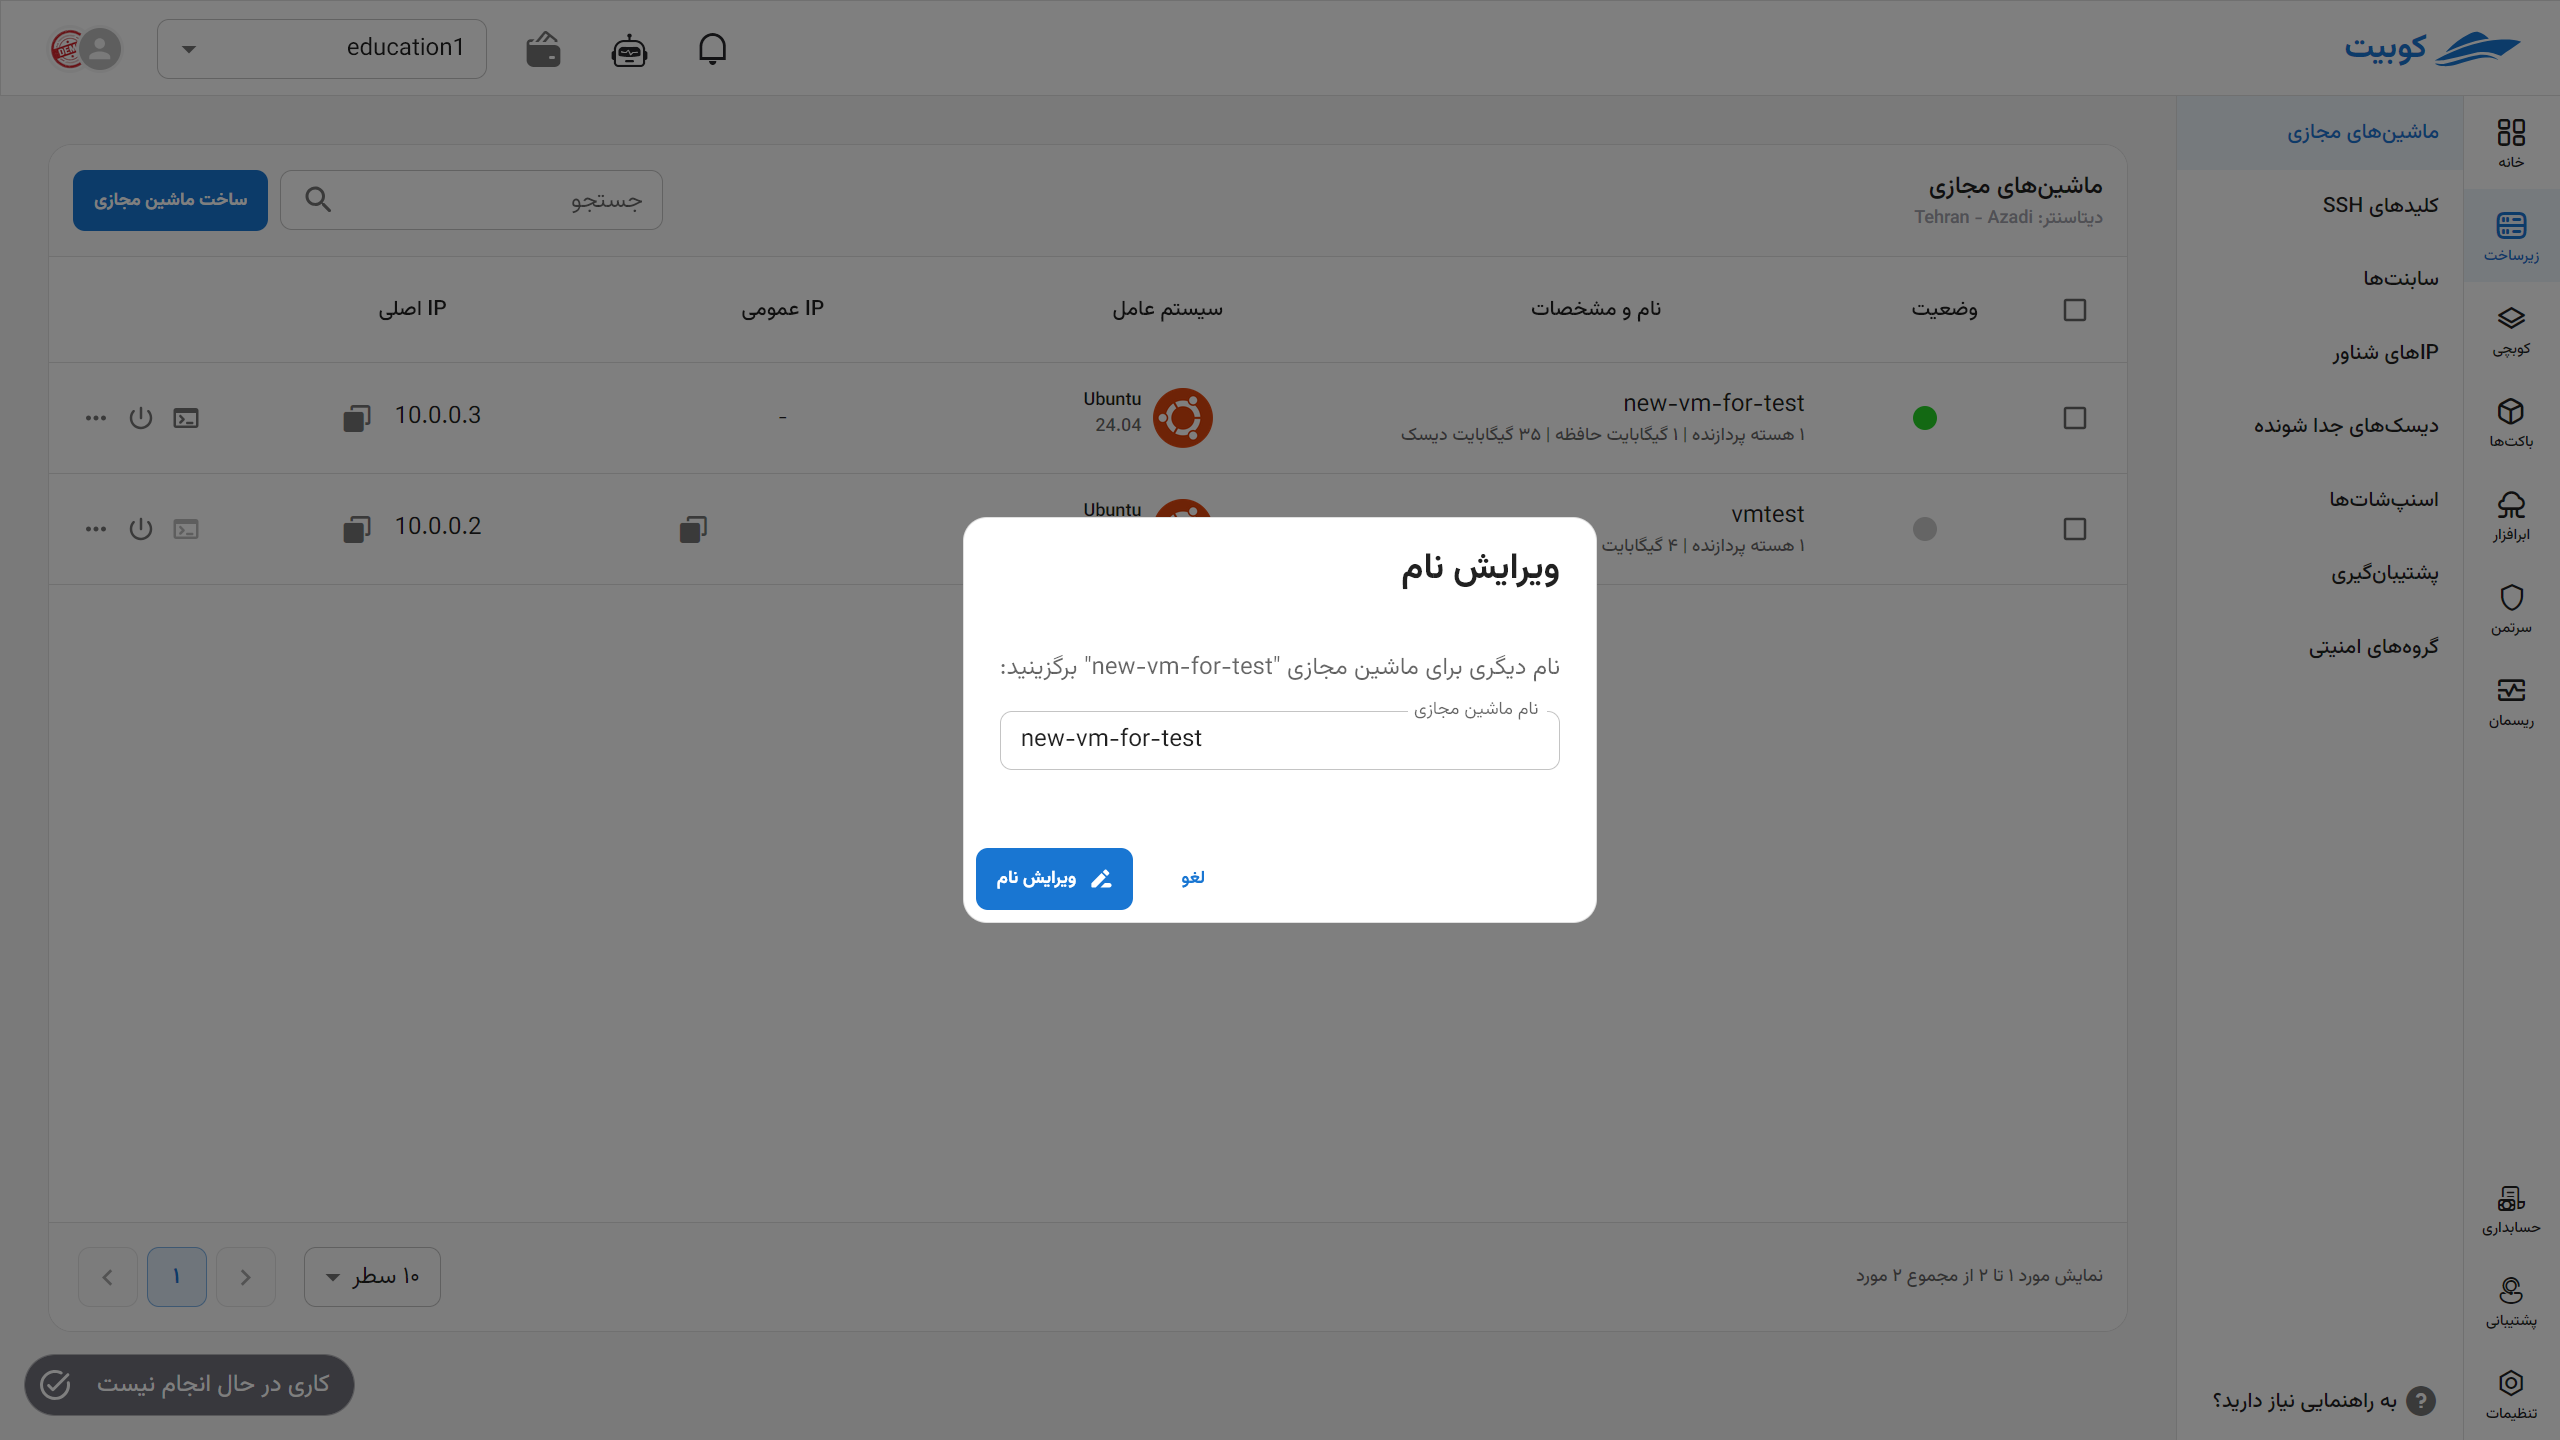 کوبیت
education1
DEM
خانه
زیرساخت
کوبچی
باکت‌ها
ابرافزار
سرتمن
ریسمان
حسابداری
پشتیبانی
تنظیمات
ماشین‌های مجازی
کلیدهای SSH
سابنت‌ها
IPهای شناور
دیسک‌های جدا شونده
اسنپ‌شات‌ها
پشتیبان‌گیری
گروه‌های امنیتی
به راهنمایی نیاز دارید؟
ماشین‌های مجازی
دیتاسنتر: Tehran - Azadi
جستجو
ساخت ماشین مجازی
وضعیت
نام و مشخصات
سیستم عامل
IP عمومی
IP اصلی
new-vm-for-test
۱ هسته پردازنده | ۱ گیگابایت حافظه | ۳۵ گیگابایت دیسک
Ubuntu
24.04
-
10.0.0.3
vmtest
۱ هسته پردازنده | ۴ گیگابایت
Ubuntu
10.0.0.2
ویرایش نام
نام دیگری برای ماشین مجازی "new-vm-for-test" برگزینید:
نام ماشین مجازی
new-vm-for-test
لغو
ویرایش نام
نمایش مورد ۱ تا ۲ از مجموع ۲ مورد
۱۰ سطر
۱
کاری در حال انجام نیست